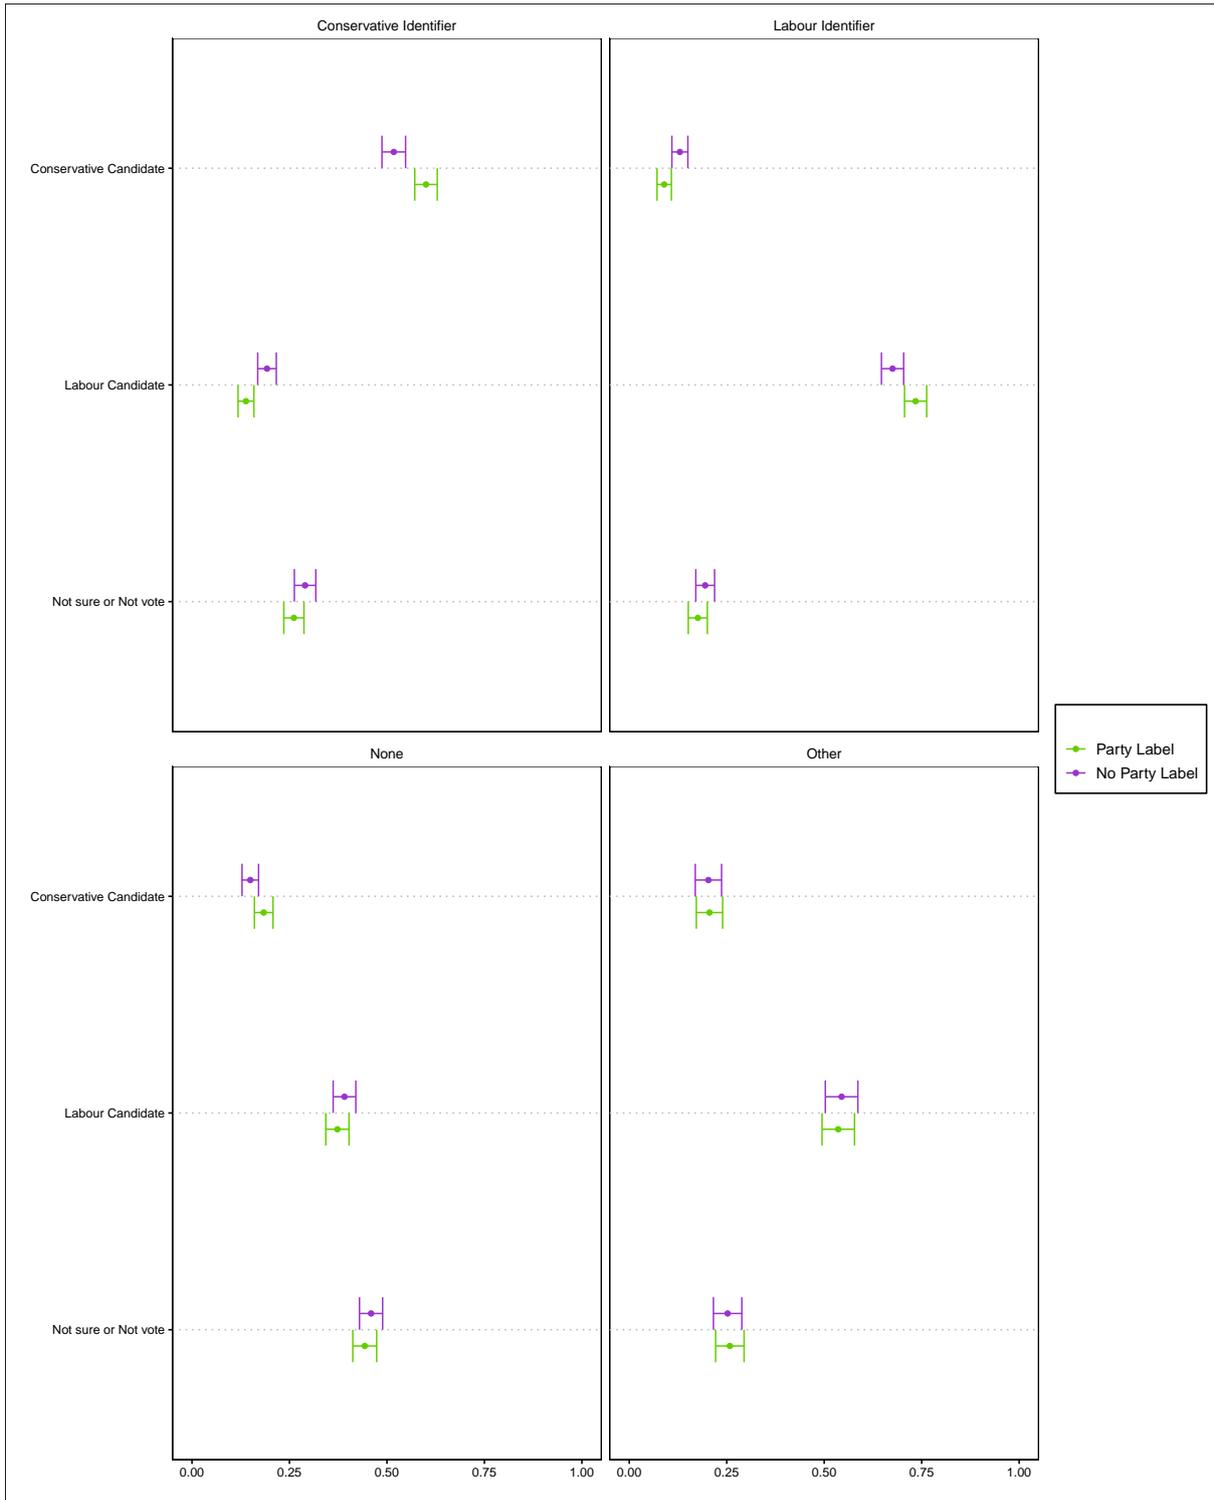 Conservative Identifier
Labour Identifier
Conservative Candidate
Labour Candidate
Not sure or Not vote
Party Label
No Party Label
None
Other
Conservative Candidate
Labour Candidate
Not sure or Not vote
0.00 0.25 0.50 0.75 1.00
0.00 0.25 0.50 0.75 1.00